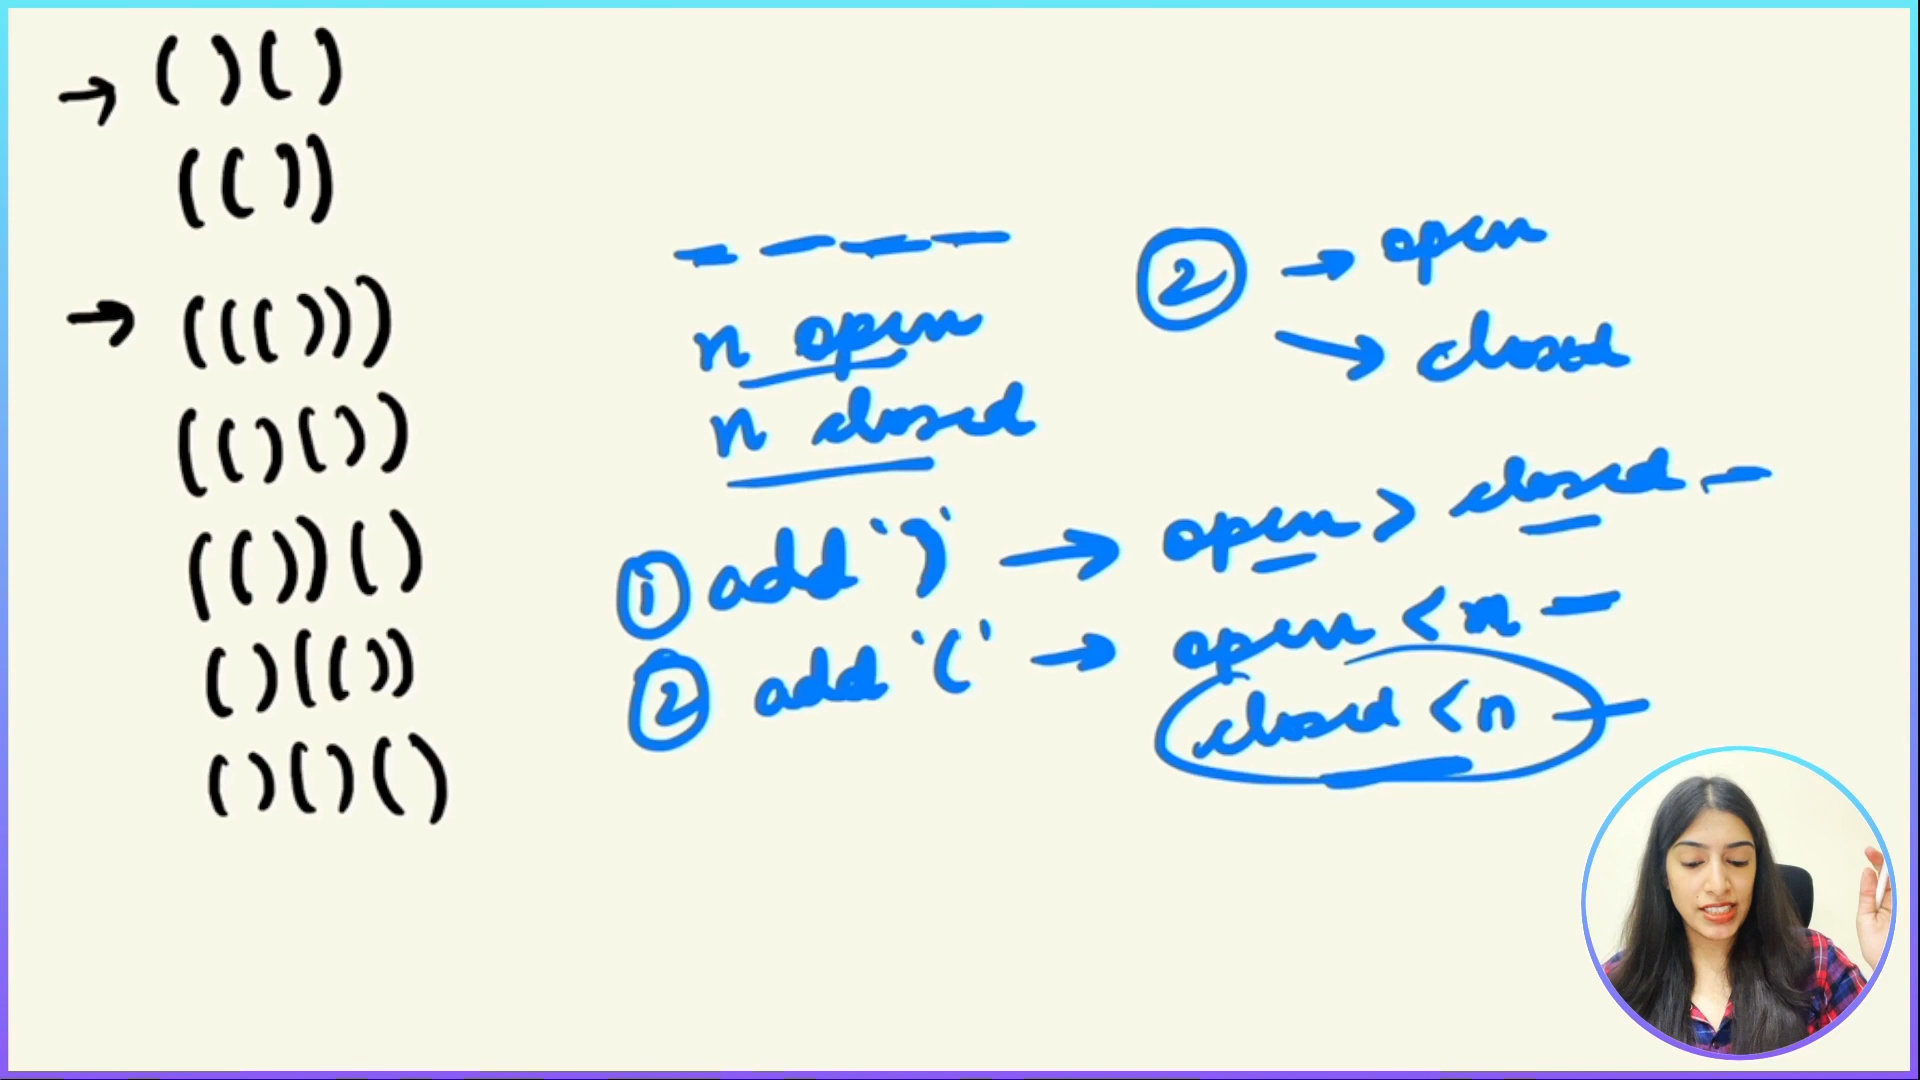 → ( ) ( )
( ( ) )
→ ( ( ( ) ) )
( ( ) ( ) )
( ( ) ) ( )
( ) ( ( ) )
( ) ( ) ( )
_ _ _ _
n open
n closed
② → open
→ closed
① add ')' → open > closed -
② add '(' → open < n -
closed < n -